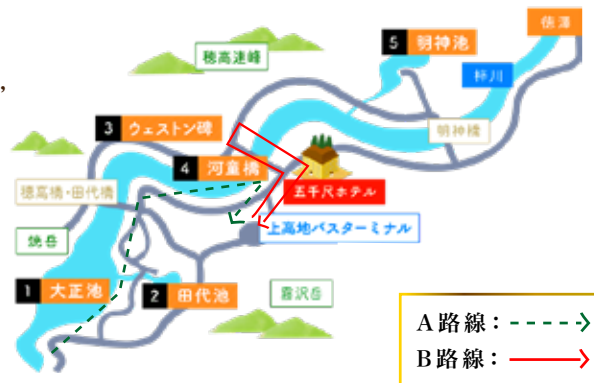 徳澤
5 明神池
穂高連峰
梓川
,
3 ウェストン碑
明神橋
4 河童橋
穂高橋・田代橋
五千尺ホテル
上高地バスターミナル
焼岳
1 大正池
2 田代池
霞沢岳
A路線：
B路線：